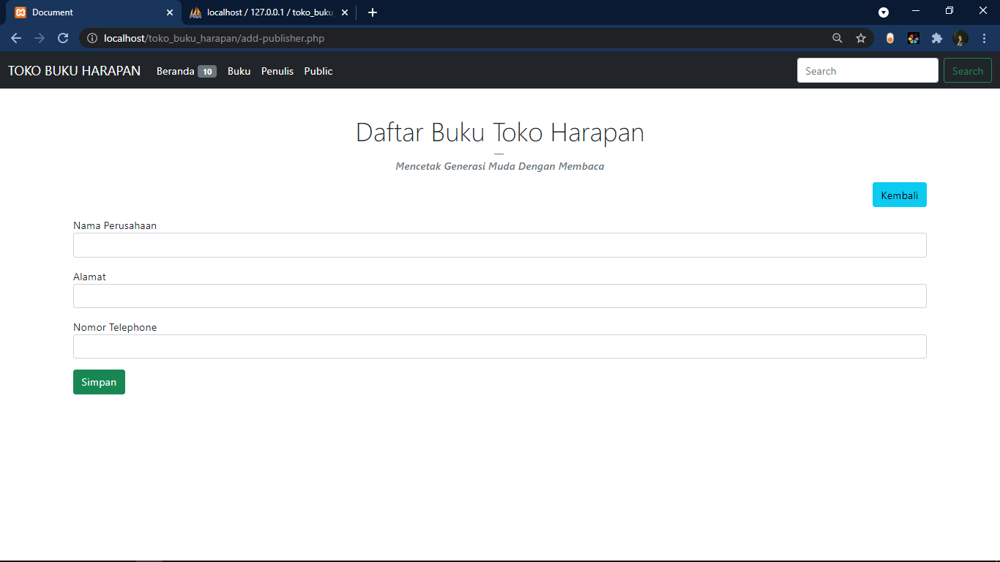 Document
localhost / 127.0.0.1 / toko_buku_
localhost/toko_buku_harapan/add-publisher.php
TOKO BUKU HARAPAN Beranda 10 Buku Penulis Public Search Search
Daftar Buku Toko Harapan
Mencetak Generasi Muda Dengan Membaca
Kembali
Nama Perusahaan
Alamat
Nomor Telephone
Simpan